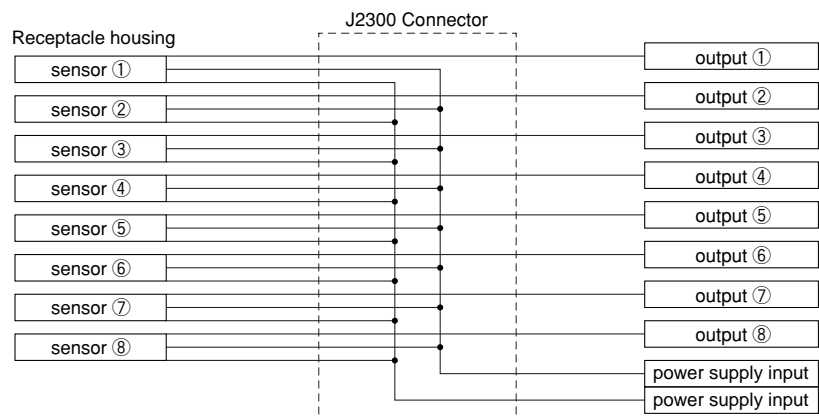 J2300 Connector
Receptacle housing
sensor ①
output ①
sensor ②
output ②
sensor ③
output ③
sensor ④
output ④
sensor ⑤
output ⑤
sensor ⑥
output ⑥
sensor ⑦
output ⑦
sensor ⑧
output ⑧
power supply input
power supply input